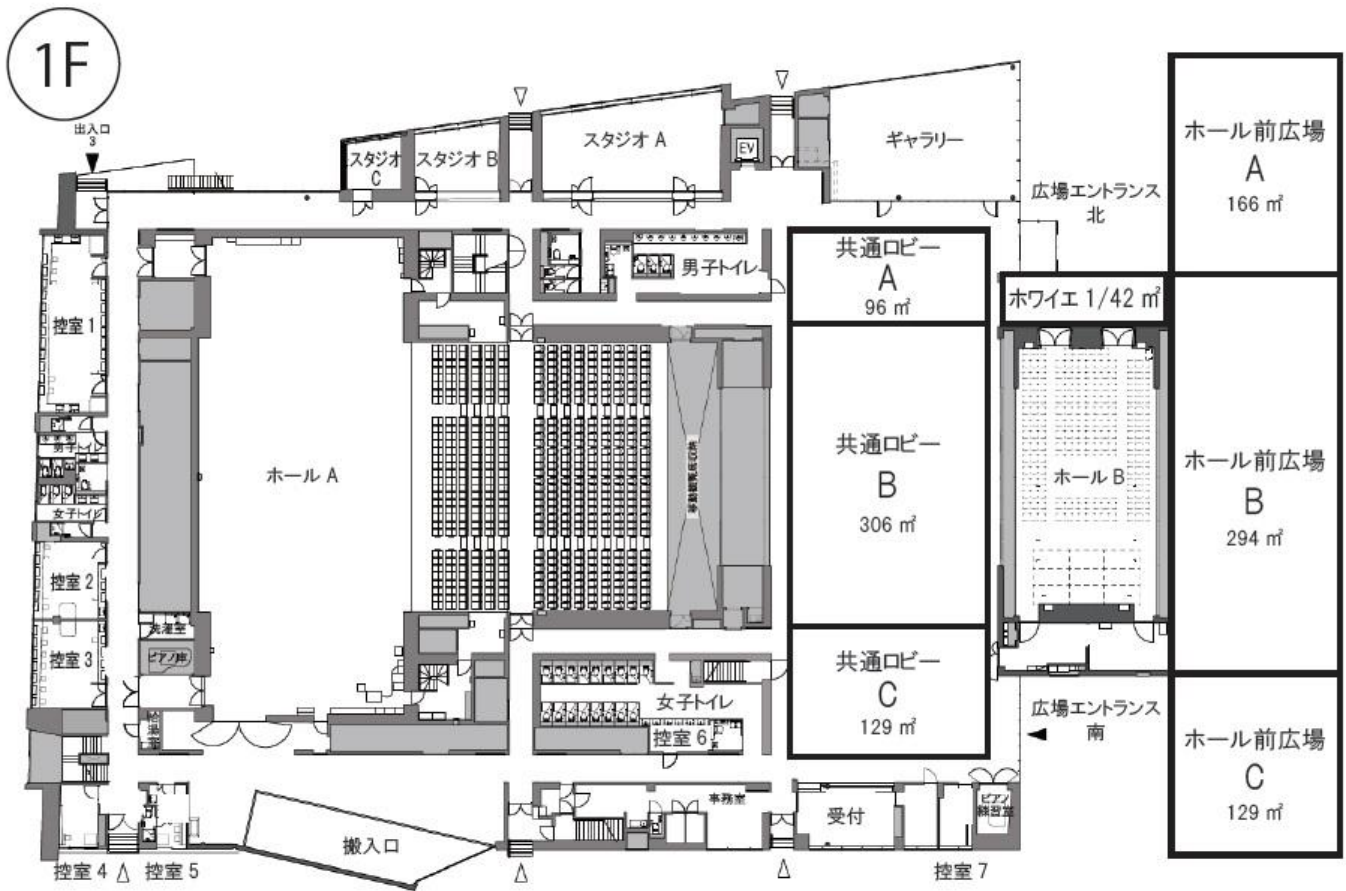 1F
出入口
3
スタジオ
C
スタジオ B
スタジオ A
EV
ギャラリー
広場エントランス
北
ホール前広場
A
166 ㎡
控室 1
男子トイレ
共通ロビー
A
96 ㎡
ホワイエ 1/42 ㎡
男子トイレ
女子トイレ
ホール A
移動観覧席収納
共通ロビー
B
306 ㎡
ホール B
ホール前広場
B
294 ㎡
控室 2
控室 3
洗濯室
ピアノ庫
給湯室
女子トイレ
控室 6
共通ロビー
C
129 ㎡
広場エントランス
南
ホール前広場
C
129 ㎡
事務室
受付
ピアノ
練習室
搬入口
控室 4
控室 5
控室 7